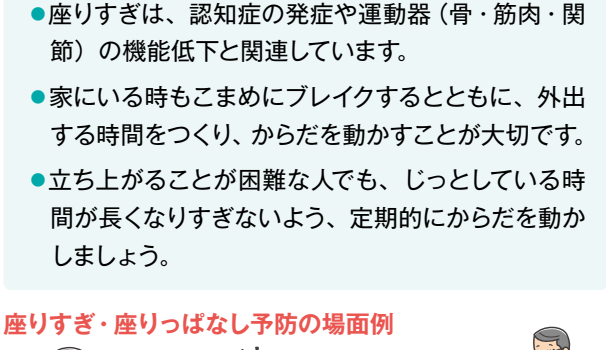 ●座りすぎは、認知症の発症や運動器（骨・筋肉・関
節）の機能低下と関連しています。
●家にいる時もこまめにブレイクするとともに、外出
する時間をつくり、からだを動かすことが大切です。
●立ち上がることが困難な人でも、じっとしている時
間が長くなりすぎないよう、定期的にからだを動か
しましょう。
座りすぎ・座りっぱなし予防の場面例